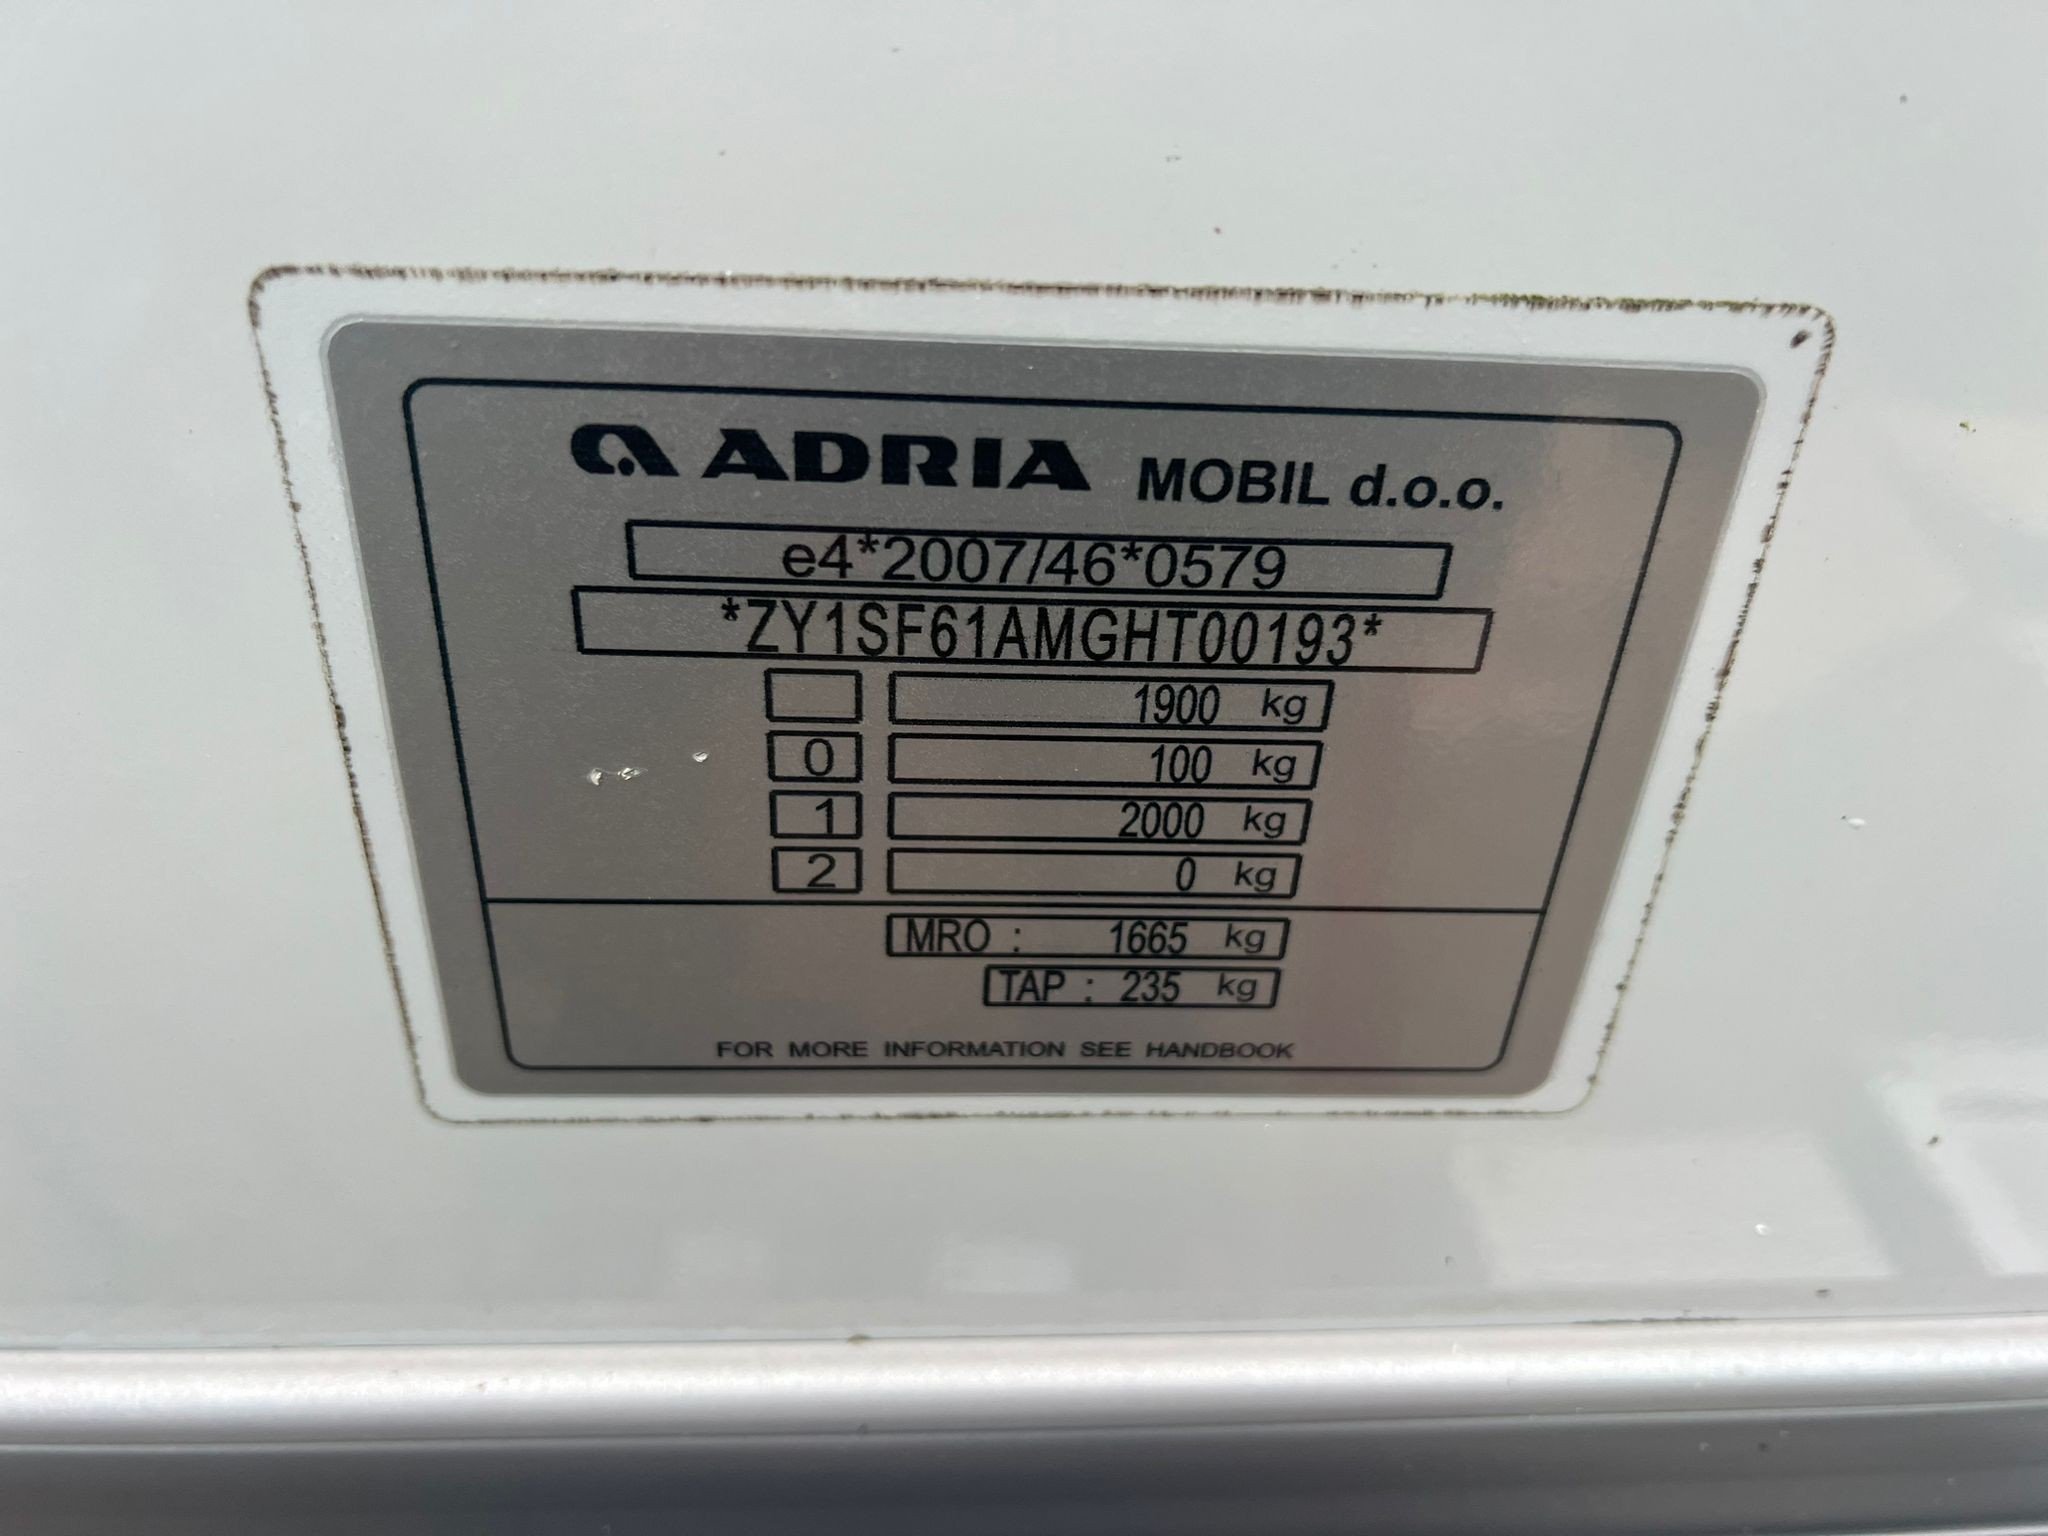 ADRIA MOBIL d.o.o.
e4*2007/46*0579
*ZY1SF61AMGHT00193*
1900 kg
0 100 kg
1 2000 kg
2 0 kg
MRO : 1665 kg
TAP : 235 kg
FOR MORE INFORMATION SEE HANDBOOK